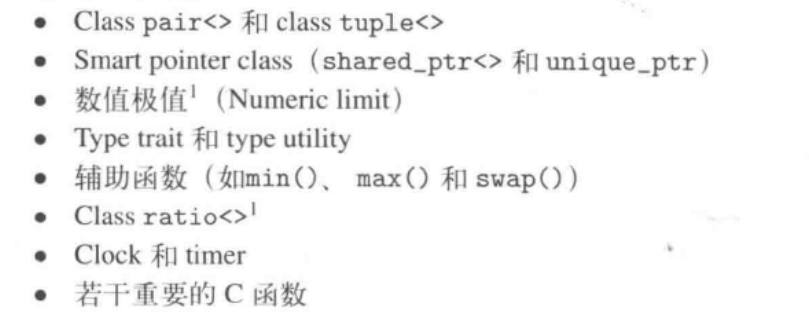 • Class pair<> 和 class tuple<>
• Smart pointer class（shared_ptr<> 和 unique_ptr）
• 数值极值¹（Numeric limit）
• Type trait 和 type utility
• 辅助函数（如min()、 max() 和 swap()）
• Class ratio<>¹
• Clock 和 timer
• 若干重要的 C 函数